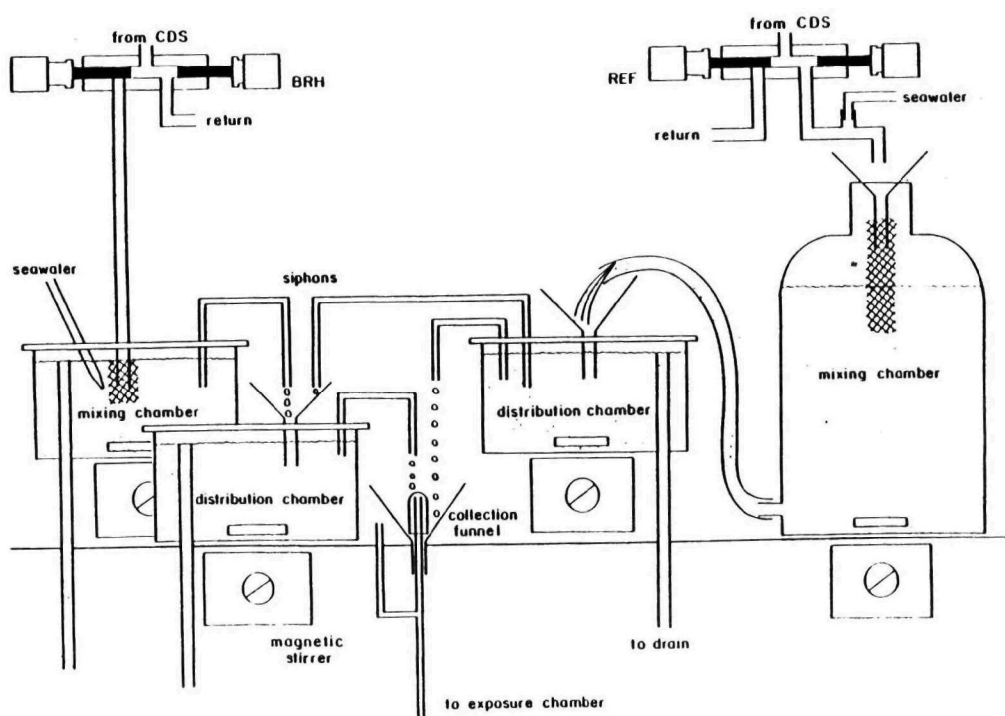 from CDS
from CDS
BRH
REF
seawater
return
return
seawater
siphons
mixing chamber
distribution chamber
mixing chamber
distribution chamber
collection
funnel
magnetic
stirrer
to drain
to exposure chamber